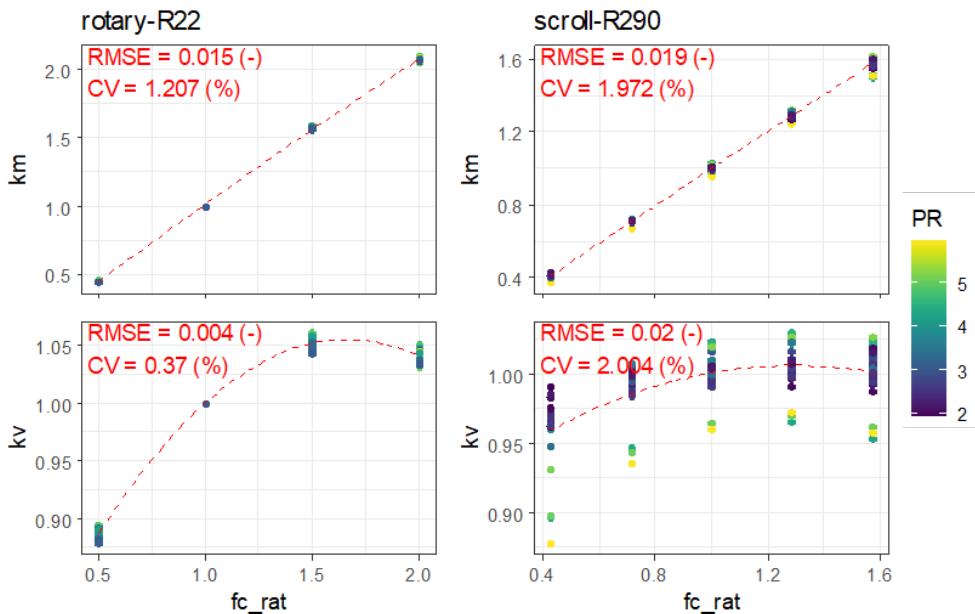 rotary-R22
scroll-R290
RMSE = 0.015 (-)
CV = 1.207 (%)
2.0
1.5
1.0
0.5
km
RMSE = 0.019 (-)
CV = 1.972 (%)
1.6
1.2
0.8
0.4
km
RMSE = 0.004 (-)
CV = 0.37 (%)
1.05
1.00
0.95
0.90
kv
0.5 1.0 1.5 2.0
fc_rat
RMSE = 0.02 (-)
CV = 2.004 (%)
1.00
0.95
0.90
kv
0.4 0.8 1.2 1.6
fc_rat
PR
5
4
3
2